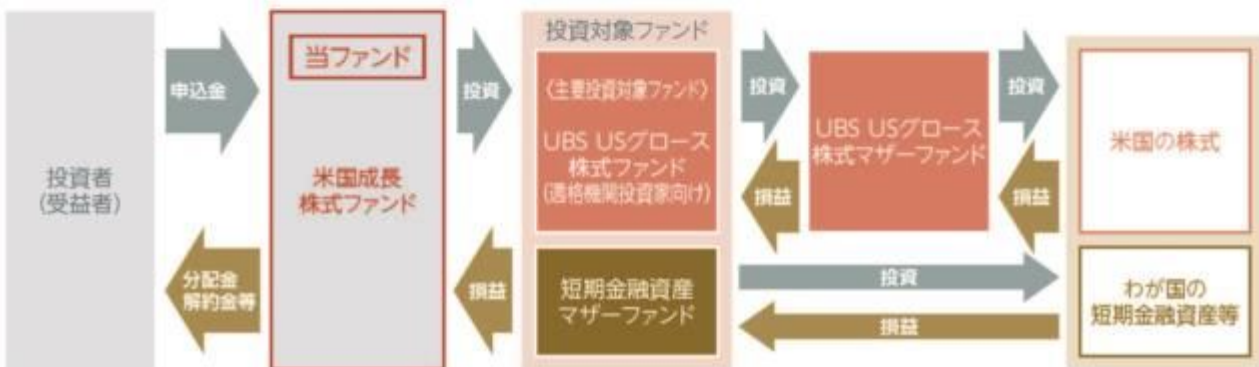 投資者
(受益者)
申込金
分配金
解約金等
当ファンド
米国成長
株式ファンド
投資
損益
投資対象ファンド
〈主要投資対象ファンド〉
UBS USグロース
株式ファンド
(適格機関投資家向け)
短期金融資産
マザーファンド
投資
損益
UBS USグロース
株式マザーファンド
投資
損益
投資
損益
米国の株式
わが国の
短期金融資産等